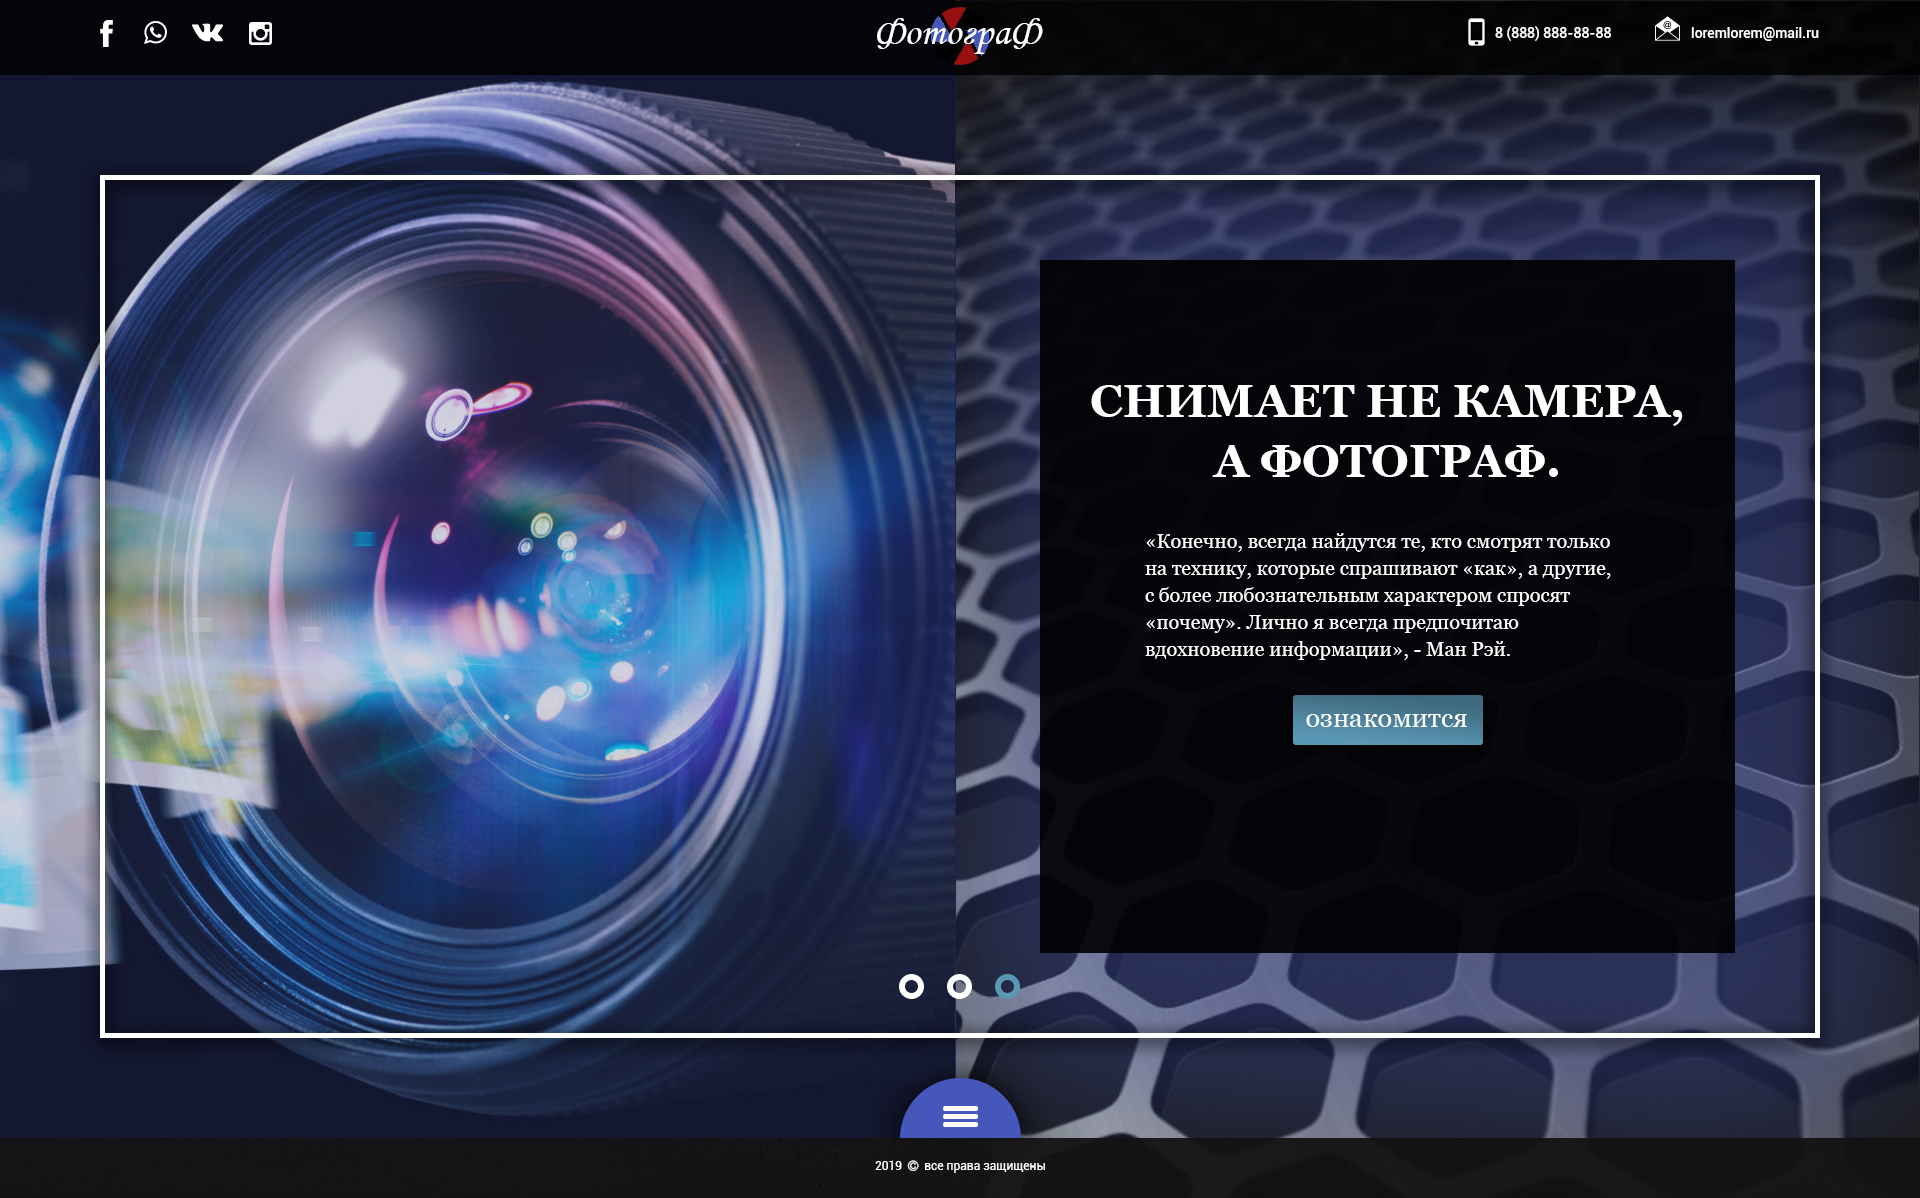 ФотограФ
8 (888) 888-88-88
loremlorem@mail.ru
СНИМАЕТ НЕ КАМЕРА,
А ФОТОГРАФ.
«Конечно, всегда найдутся те, кто смотрят только
на технику, которые спрашивают «как», а другие,
с более любознательным характером спросят
«почему». Лично я всегда предпочитаю
вдохновение информации», - Ман Рэй.
ознакомится
2019 © все права защищены